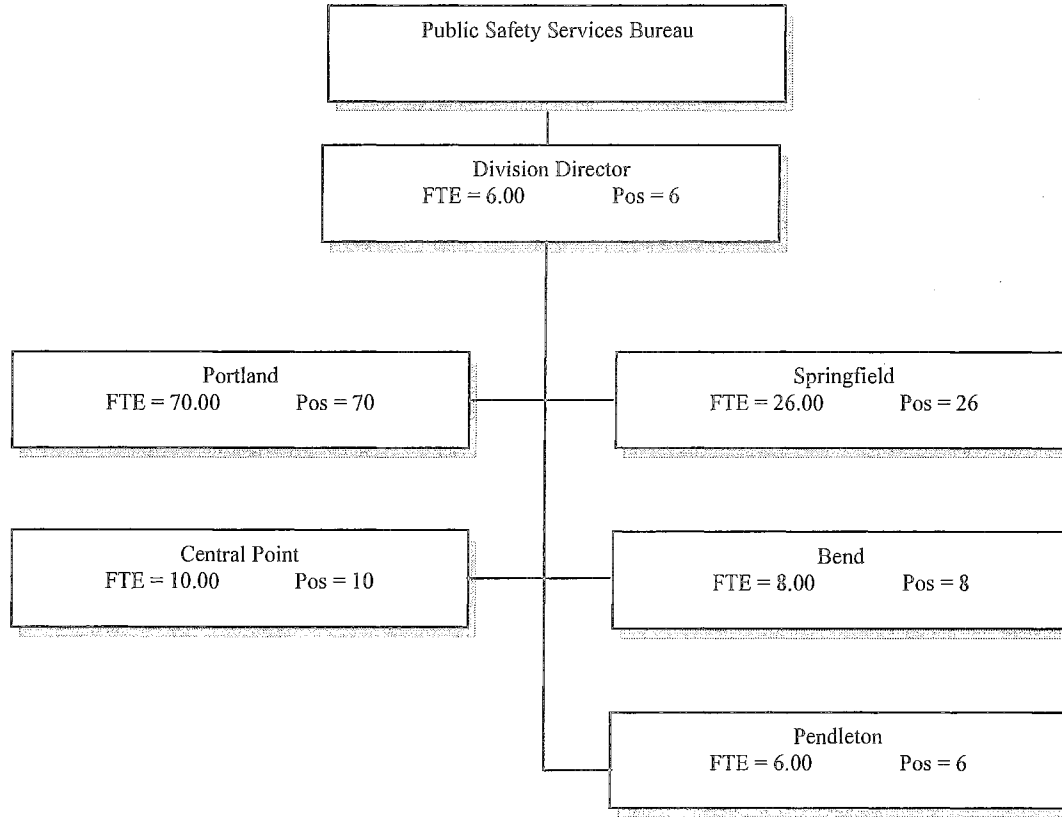 Public Safety Services Bureau
Division Director
FTE = 6.00 Pos = 6
Portland
FTE = 70.00 Pos = 70
Springfield
FTE = 26.00 Pos = 26
Central Point
FTE = 10.00 Pos = 10
Bend
FTE = 8.00 Pos = 8
Pendleton
FTE = 6.00 Pos = 6